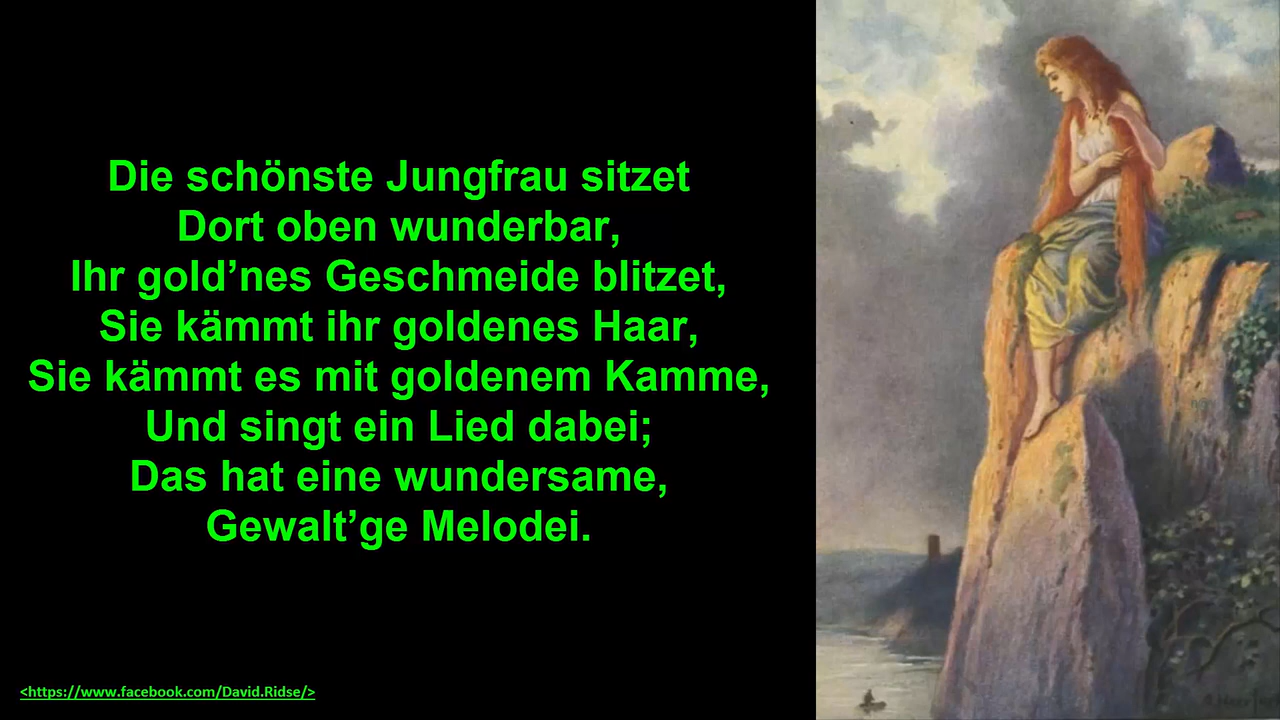 Die schönste Jungfrau sitzet
Dort oben wunderbar,
Ihr gold’nes Geschmeide blitzet,
Sie kämmt ihr goldenes Haar,
Sie kämmt es mit goldenem Kamme,
Und singt ein Lied dabei;
Das hat eine wundersame,
Gewalt’ge Melodei.
<https://www.facebook.com/David.Ridse/>